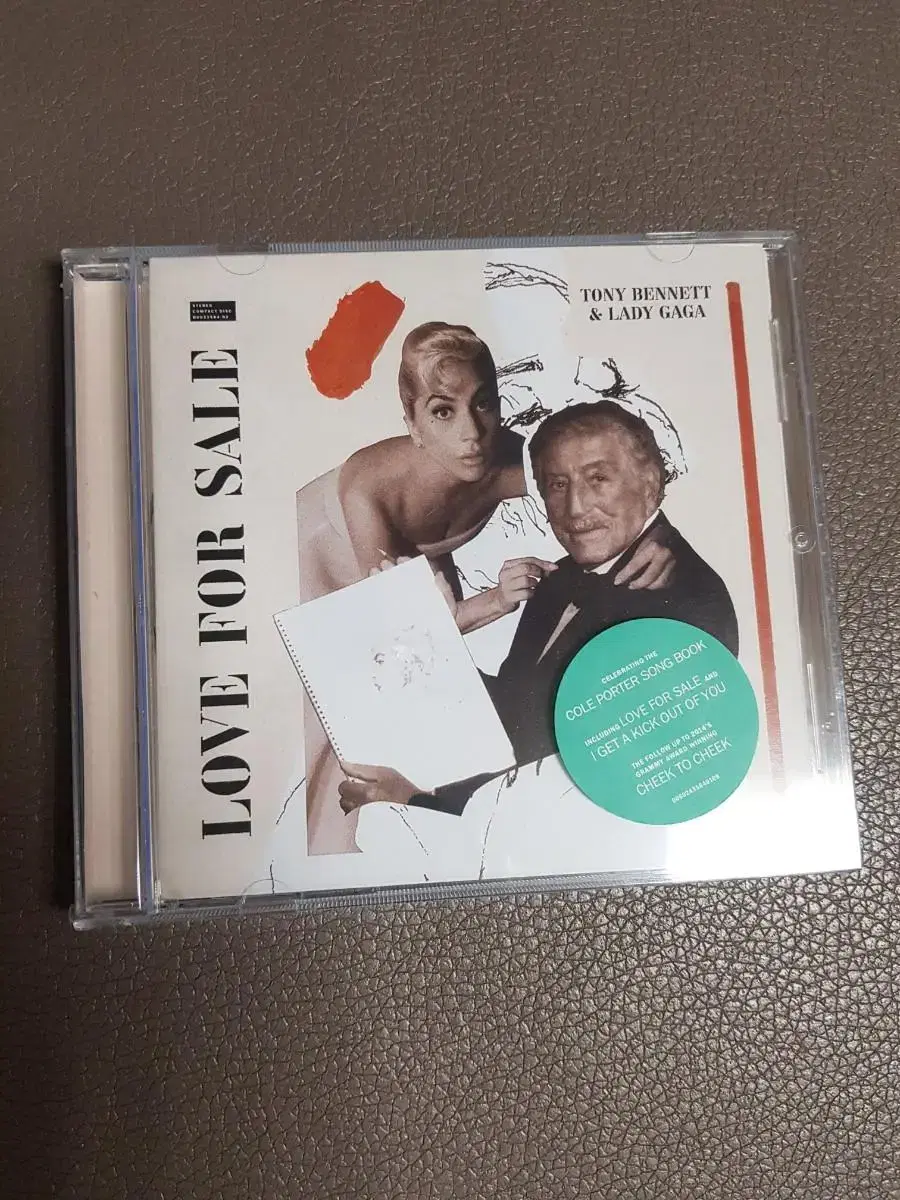 LOVE FOR SALE
STEREO
COMPACT DISC
TONY BENNETT
& LADY GAGA
CELEBRATING THE
COLE PORTER SONG BOOK
INCLUDING LOVE FOR SALE AND
I GET A KICK OUT OF YOU
THE FOLLOW UP TO 2014'S
GRAMMY AWARD WINNING
CHEEK TO CHEEK